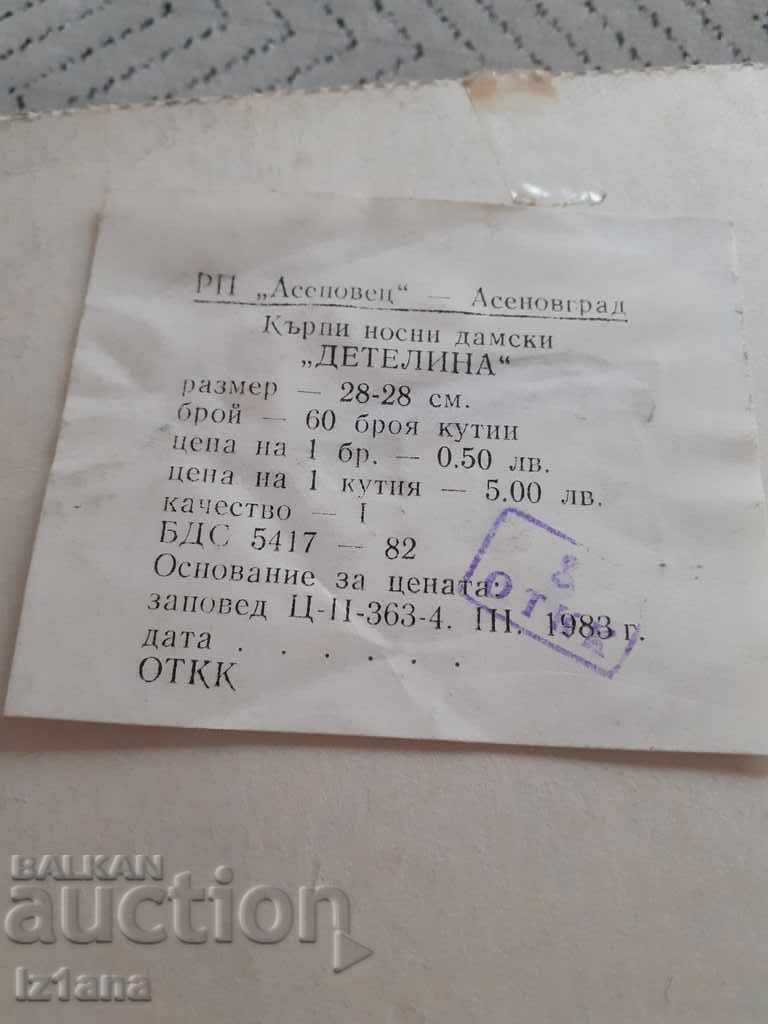 РП „Асеновец“ — Асеновград
Кърпи носни дамски
„ДЕТЕЛИНА“
размер — 28-28 см.
брой — 60 броя кутии
цена на 1 бр. — 0.50 лв.
цена на 1 кутия — 5.00 лв.
качество — I
БДС 5417 — 82
Основание за цената:
заповед Ц-II-363-4. III. 1983 г.
дата . . . . . .
ОТКК
BALKAN
auction
iz1ana